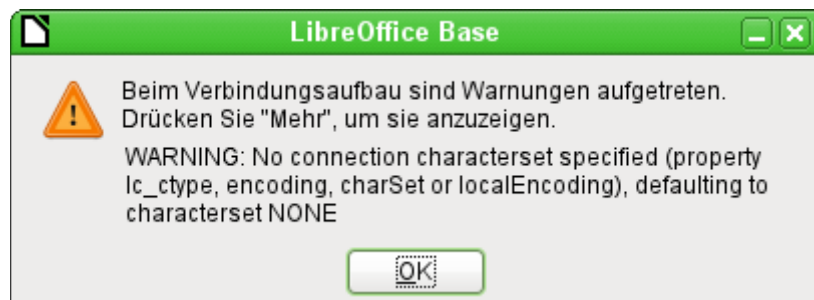 LibreOffice Base
Beim Verbindungsaufbau sind Warnungen aufgetreten.
Drücken Sie "Mehr", um sie anzuzeigen.
WARNING: No connection characterset specified (property
lc_ctype, encoding, charSet or localEncoding), defaulting to
characterset NONE
OK